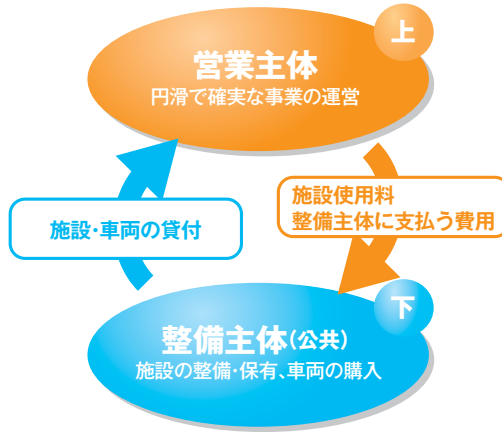 上
営業主体
円滑で確実な事業の運営
施設・車両の貸付
施設使用料
整備主体に支払う費用
下
整備主体(公共)
施設の整備・保有、車両の購入